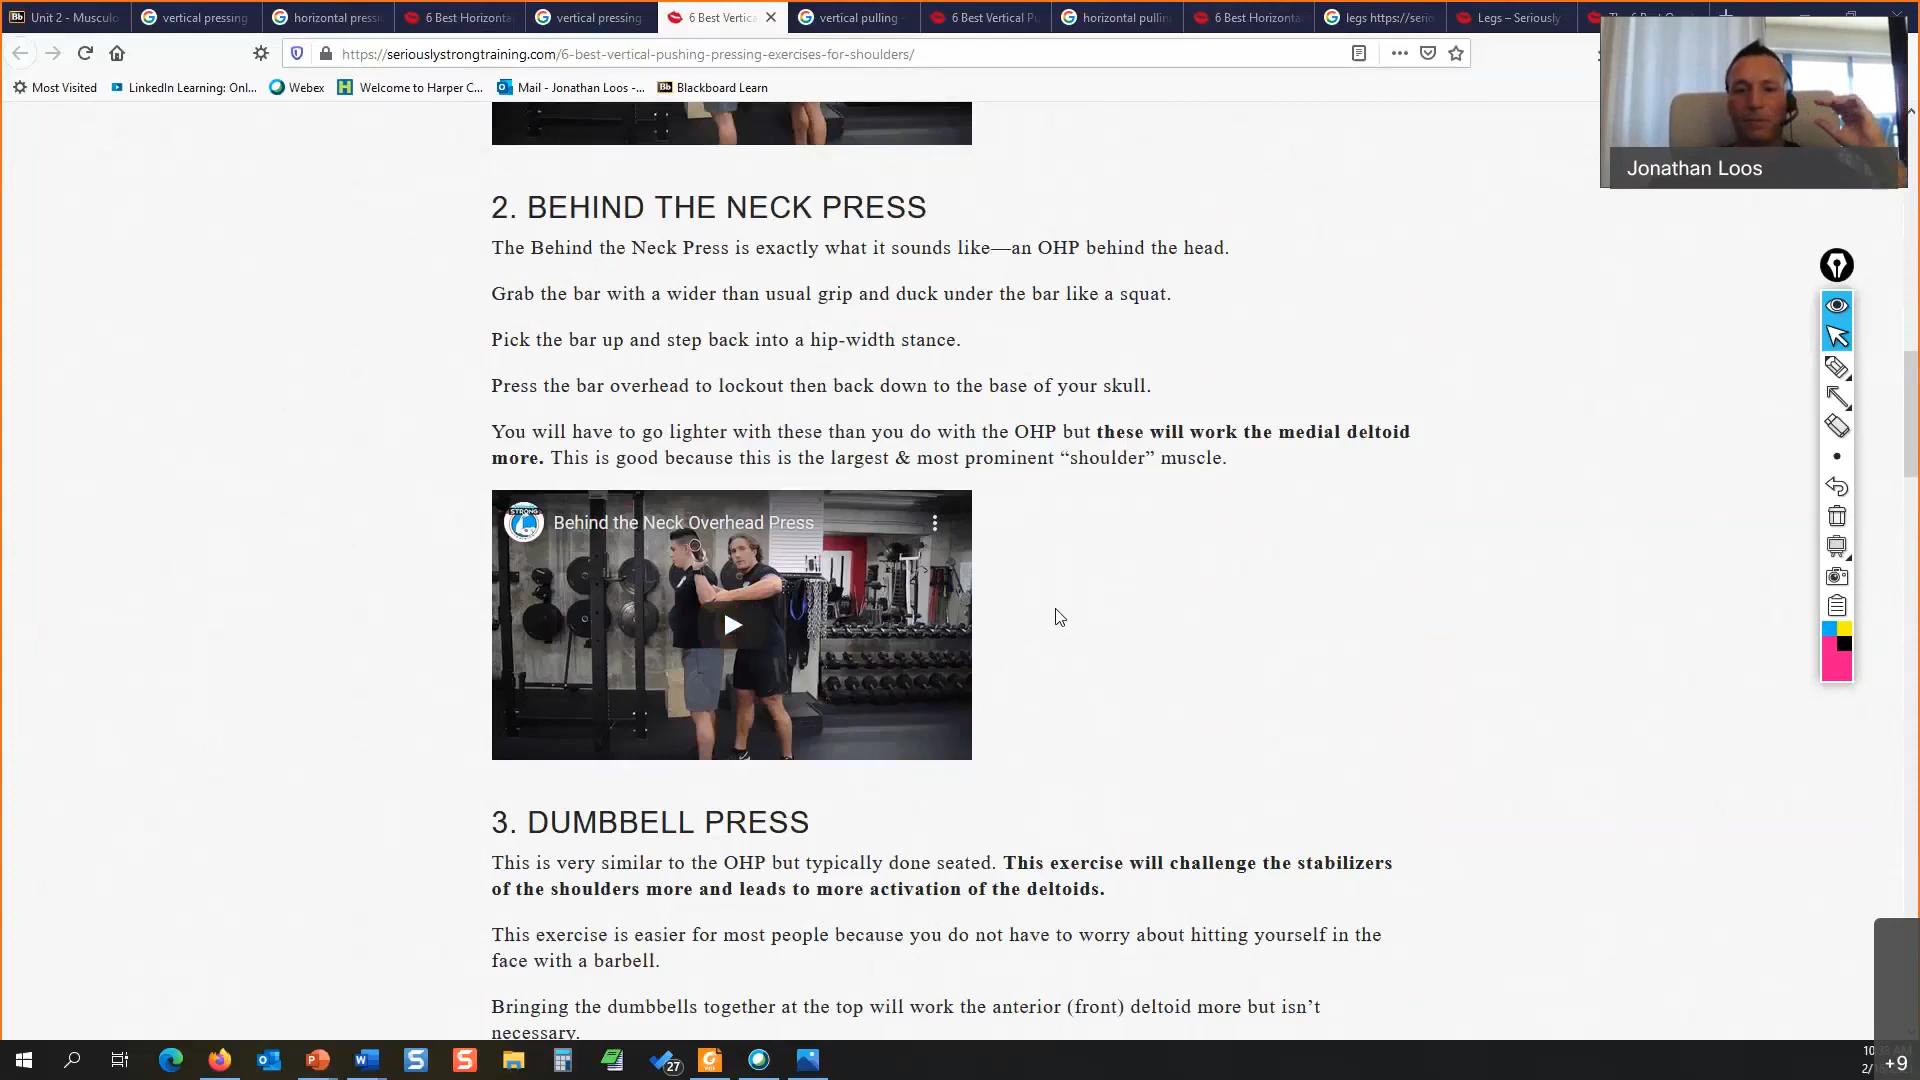 Unit 2 - Musculo
vertical pressing
horizontal pressi
6 Best Horizonta
vertical pressing
6 Best Vertica
vertical pulling
6 Best Vertical Pu
horizontal pullin
6 Best Horizonta
legs https://serio
Legs – Seriously
https://seriouslystrongtraining.com/6-best-vertical-pushing-pressing-exercises-for-shoulders/
Most Visited
LinkedIn Learning: Onl...
Webex
Welcome to Harper C...
Mail - Jonathan Loos -...
Blackboard Learn
Jonathan Loos
2. BEHIND THE NECK PRESS
The Behind the Neck Press is exactly what it sounds like—an OHP behind the head.
Grab the bar with a wider than usual grip and duck under the bar like a squat.
Pick the bar up and step back into a hip-width stance.
Press the bar overhead to lockout then back down to the base of your skull.
You will have to go lighter with these than you do with the OHP but these will work the medial deltoid
more. This is good because this is the largest & most prominent “shoulder” muscle.
STRONG
Behind the Neck Overhead Press
3. DUMBBELL PRESS
This is very similar to the OHP but typically done seated. This exercise will challenge the stabilizers
of the shoulders more and leads to more activation of the deltoids.
This exercise is easier for most people because you do not have to worry about hitting yourself in the
face with a barbell.
Bringing the dumbbells together at the top will work the anterior (front) deltoid more but isn’t
necessary.
27
+9